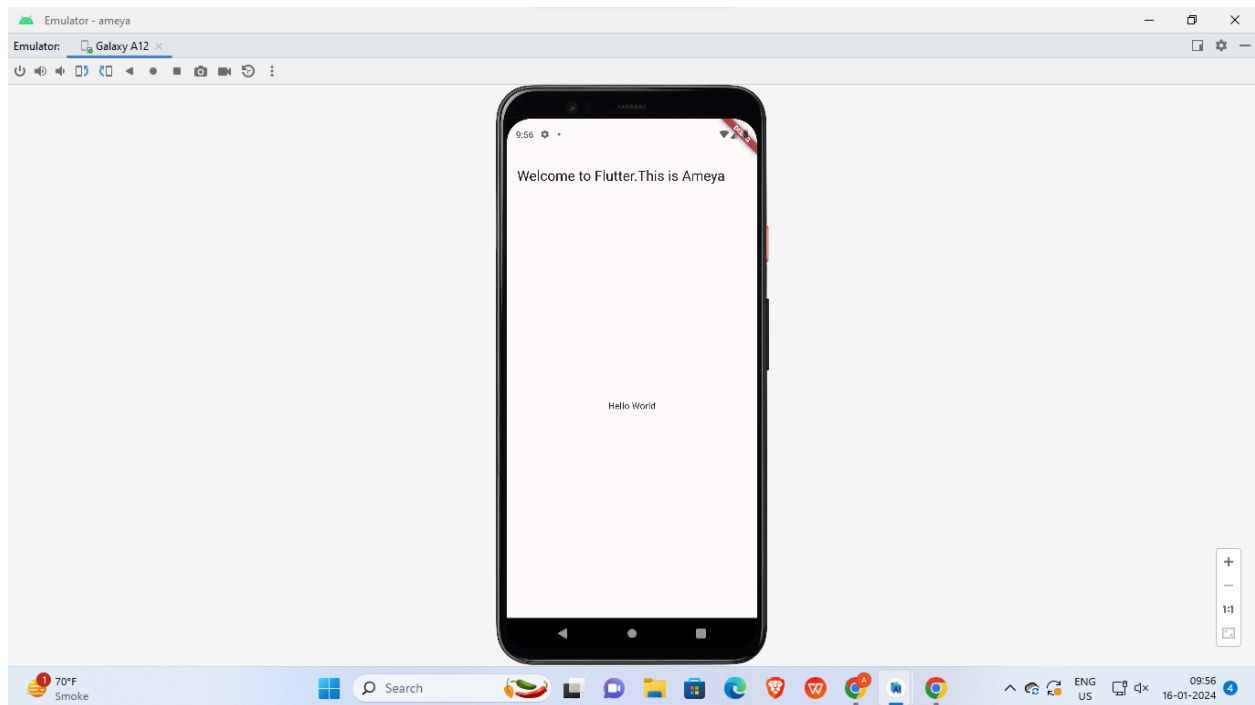 Emulator - ameya
Emulator: Galaxy A12
9:56
Welcome to Flutter.This is Ameya
Hello World
1:1
1
70°F
Smoke
Search
ENG
US
09:56
16-01-2024
4